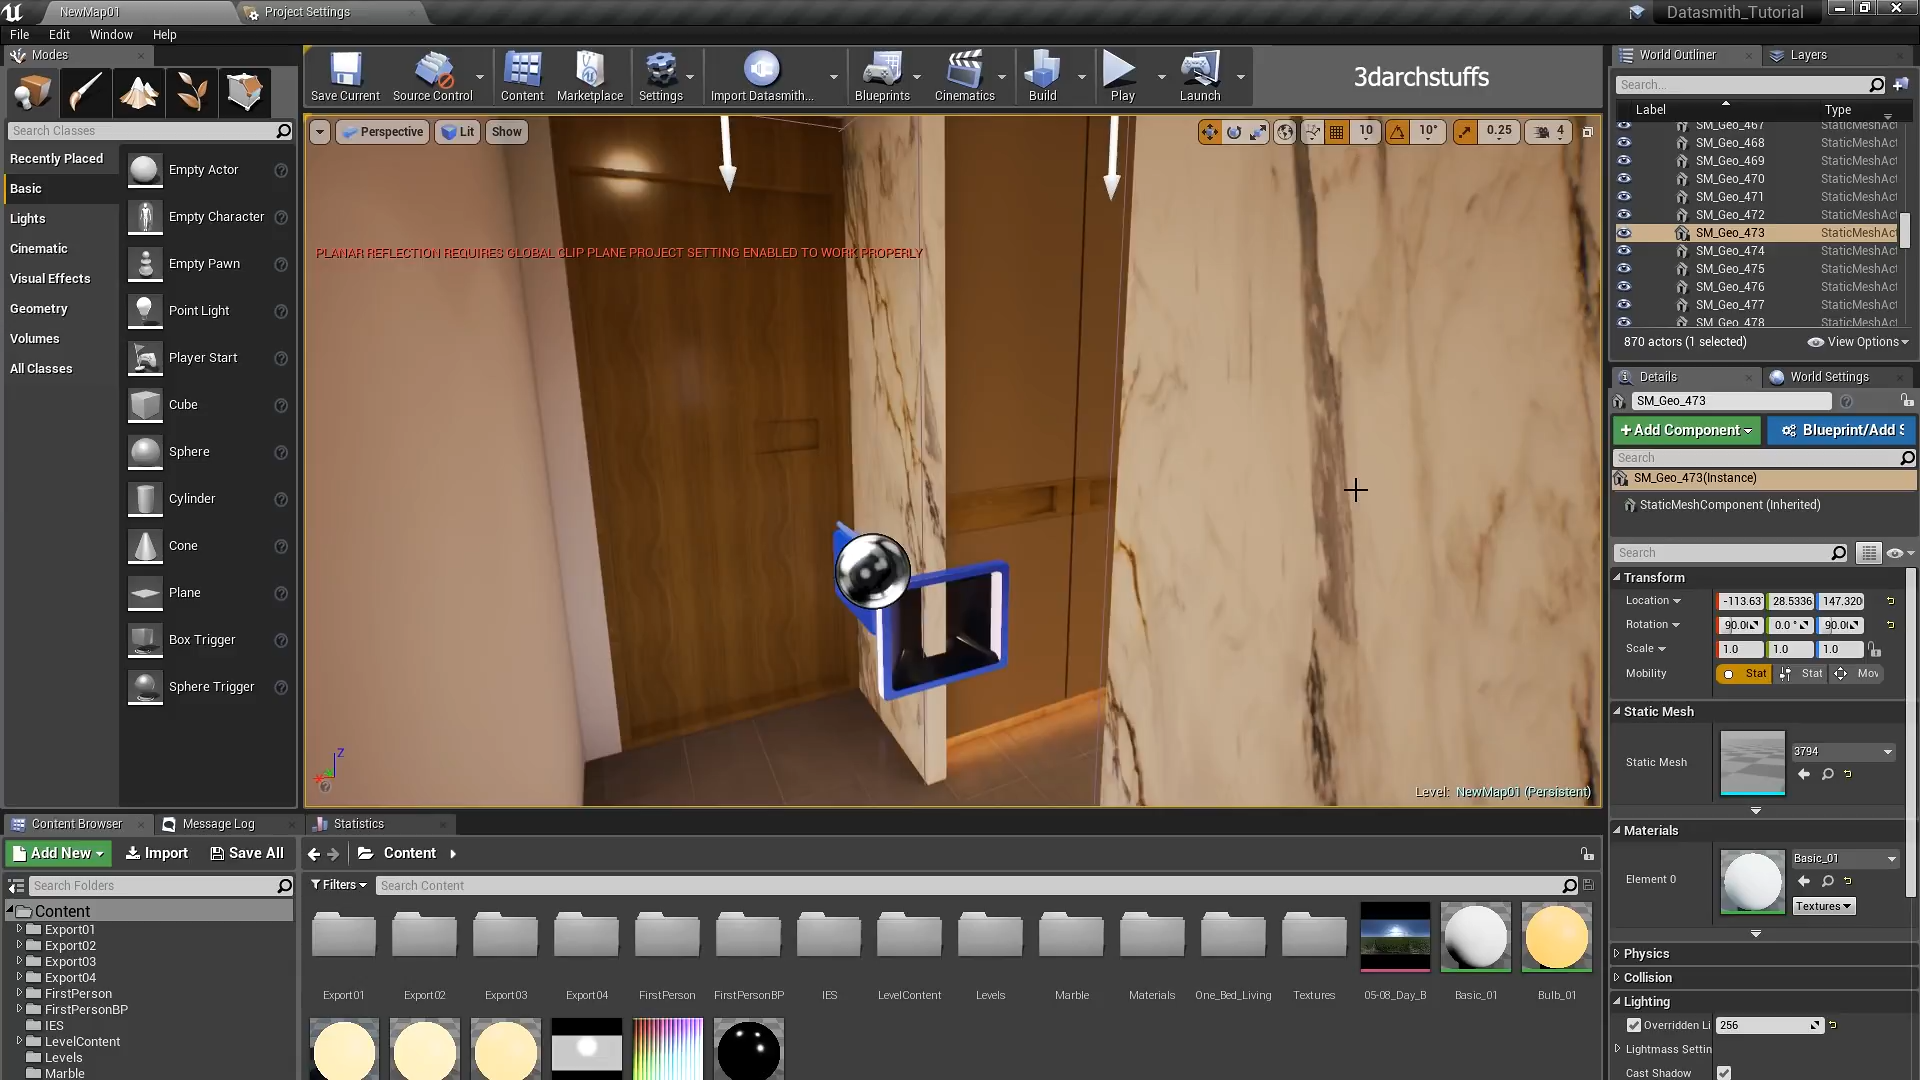 NewMap01
Project Settings
Datasmith_Tutorial
File Edit Window Help
Modes
Save Current
Source Control
Content
Marketplace
Settings
Import Datasmith...
Blueprints
Cinematics
Build
Play
Launch
3darchstuffs
Search Classes
Recently Placed
Basic
Lights
Cinematic
Visual Effects
Geometry
Volumes
All Classes
Empty Actor
Empty Character
Empty Pawn
Point Light
Player Start
Cube
Sphere
Cylinder
Cone
Plane
Box Trigger
Sphere Trigger
Perspective Lit Show
10 10° 0.25 4
PLANAR REFLECTION REQUIRES GLOBAL CLIP PLANE PROJECT SETTING ENABLED TO WORK PROPERLY
Z
Level: NewMap01 (Persistent)
World Outliner
Layers
Search...
Label Type
SM_Geo_467 StaticMeshAct
SM_Geo_468 StaticMeshAct
SM_Geo_469 StaticMeshAct
SM_Geo_470 StaticMeshAct
SM_Geo_471 StaticMeshAct
SM_Geo_472 StaticMeshAct
SM_Geo_473 StaticMeshAct
SM_Geo_474 StaticMeshAct
SM_Geo_475 StaticMeshAct
SM_Geo_476 StaticMeshAct
SM_Geo_477 StaticMeshAct
SM_Geo_478 StaticMeshAct
870 actors (1 selected)
View Options
Details
World Settings
SM_Geo_473
+Add Component
Blueprint/Add S
Search
SM_Geo_473(Instance)
StaticMeshComponent (Inherited)
Search
Transform
Location -113.63 28.5336 147.320
Rotation 90.0 0.0 ° 90.0
Scale 1.0 1.0 1.0
Mobility Stat Stat Mov
Static Mesh
Static Mesh
3794
Materials
Element 0
Basic_01
Textures
Physics
Collision
Lighting
Overridden Li 256
Lightmass Settin
Cast Shadow
Content Browser
Message Log
Statistics
Add New
Import
Save All
Content
Search Folders
Filters
Search Content
Content
Export01
Export02
Export03
Export04
FirstPerson
FirstPersonBP
IES
LevelContent
Levels
Marble
Export01
Export02
Export03
Export04
FirstPerson
FirstPersonBP
IES
LevelContent
Levels
Marble
Materials
One_Bed_Living
Textures
05-08_Day_B
Basic_01
Bulb_01